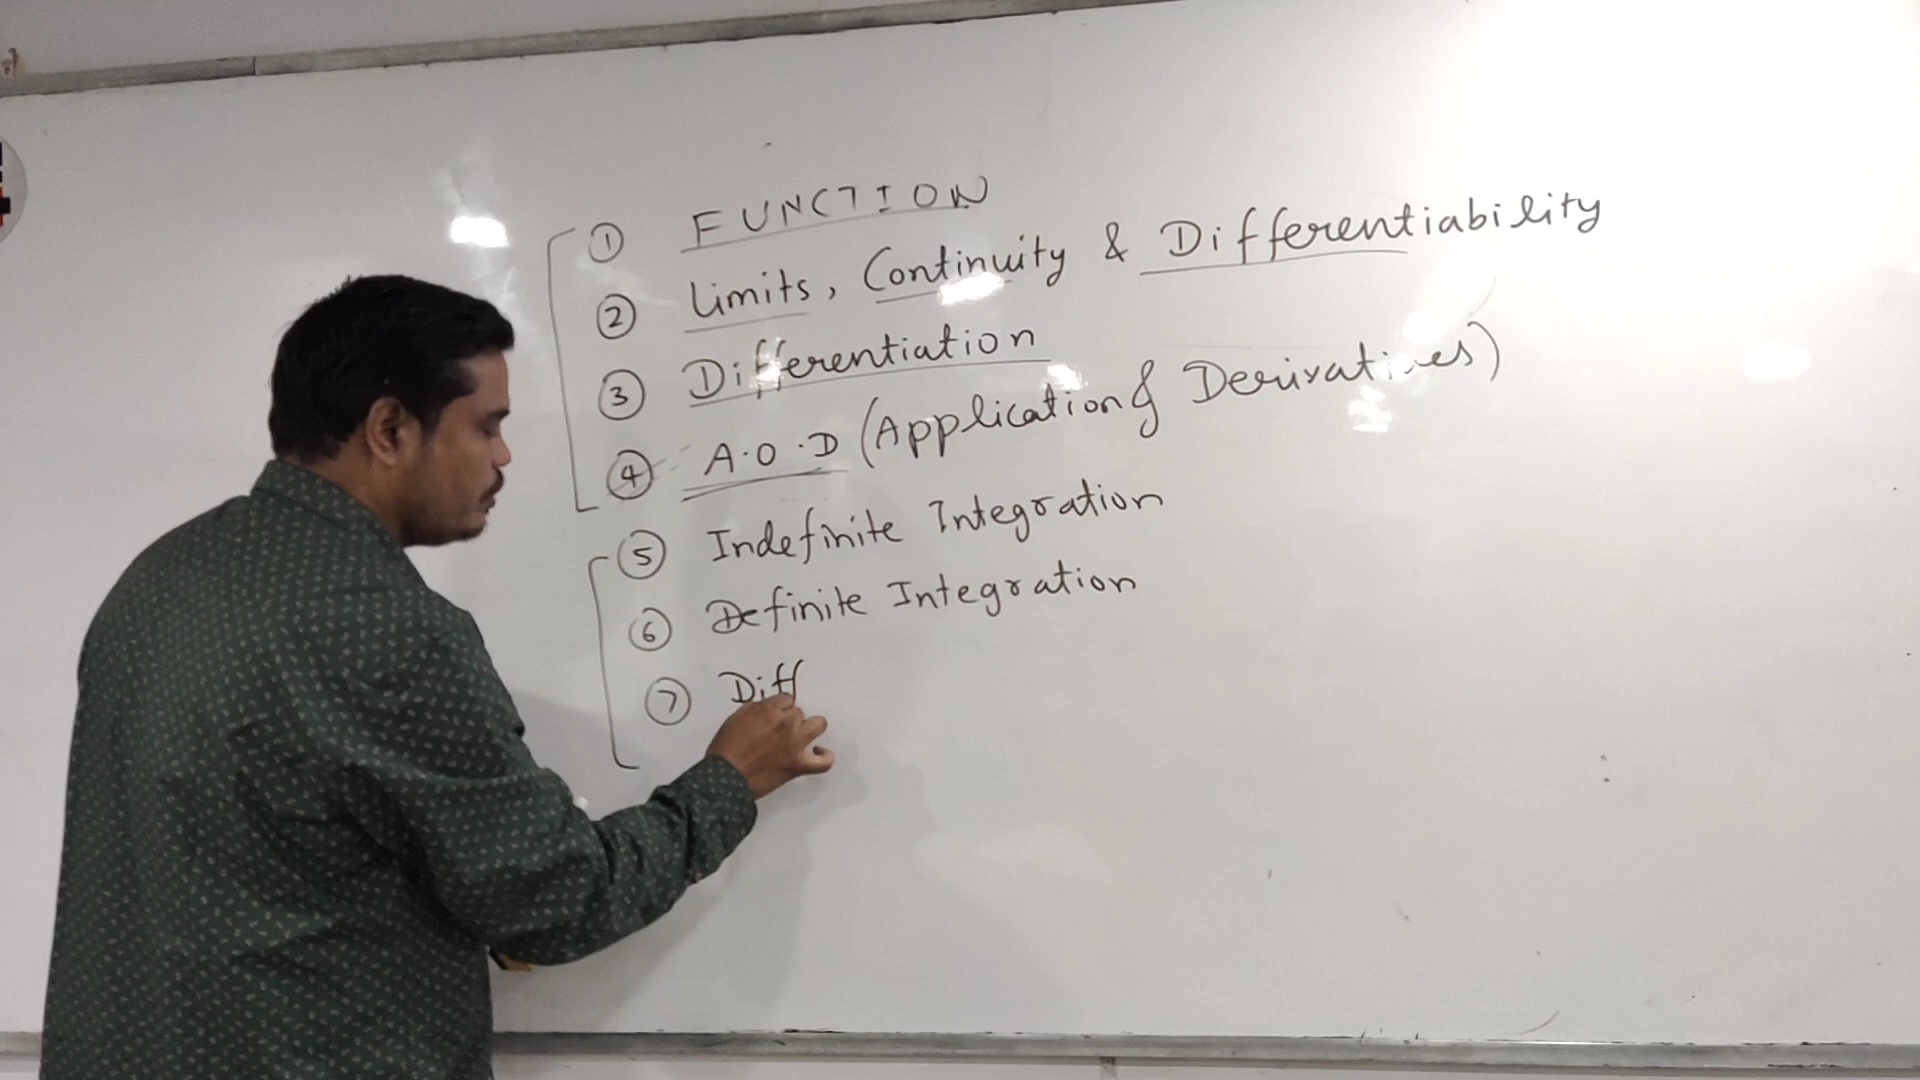 ① FUNCTION
② Limits, Continuity & Differentiability
③ Differentiation
④ A.O.D (Application of Derivatives)
⑤ Indefinite Integration
⑥ Definite Integration
⑦ Diff